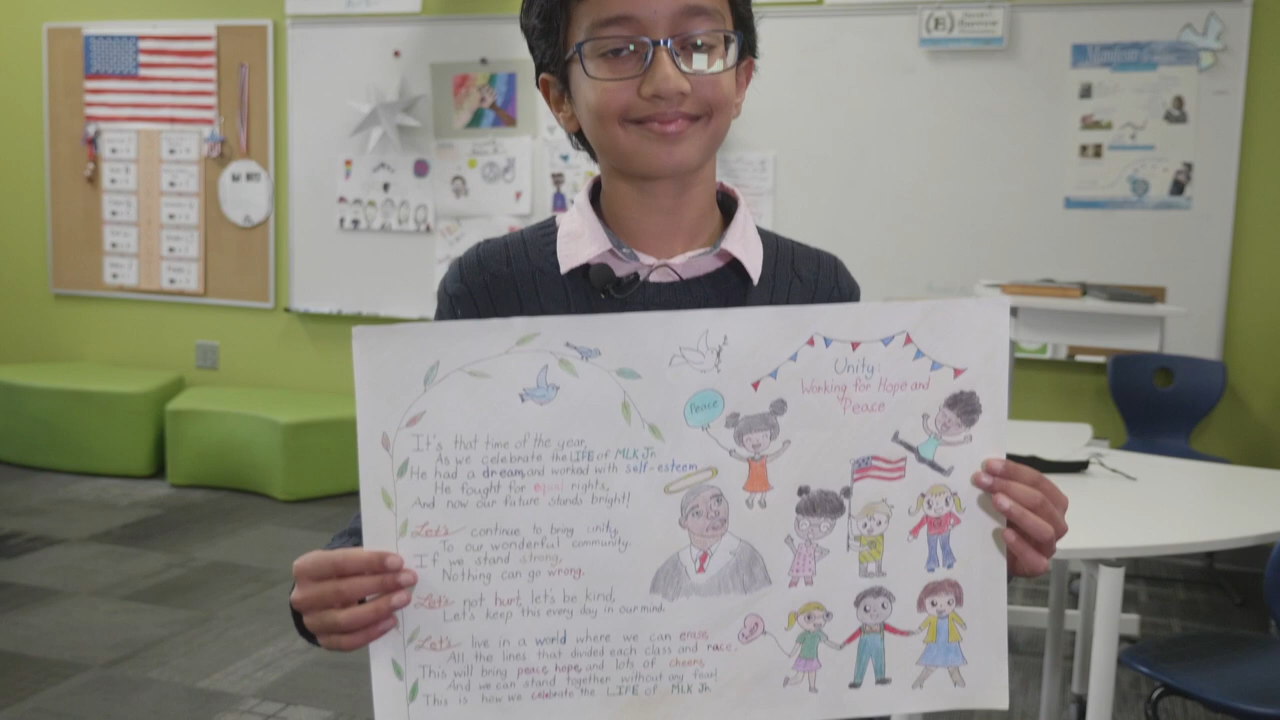 Manifesto
Peace
Unity:
Working for Hope and
Peace
It's that time of the year,
As we celebrate the LIFE of MLK Jr.
He had a dream, and worked with self-esteem
He fought for equal rights,
And now our future stands bright!
Let's continue to bring unity,
To our wonderful community.
If we stand strong,
Nothing can go wrong.
Let's not hurt, let's be kind,
Let's keep this every day in our mind.
Let's live in a world where we can erase,
All the lines that divided each class and race.
This will bring peace, hope, and lots of cheers,
And we can stand together without any fear!
This is how we celebrate the LIFE of MLK Jr.
Love